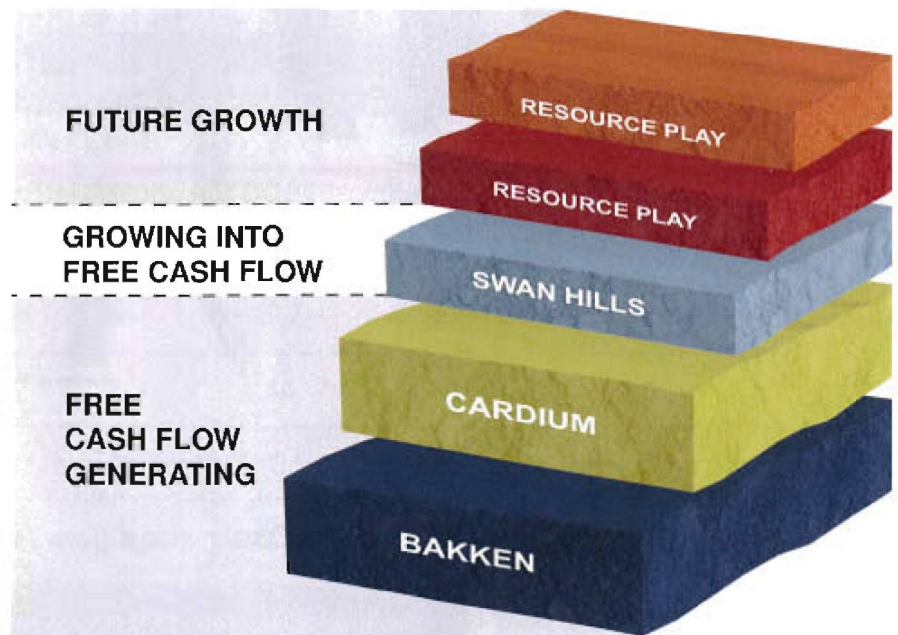 FUTURE GROWTH
RESOURCE PLAY
RESOURCE PLAY
GROWING INTO
FREE CASH FLOW
SWAN HILLS
FREE
CASH FLOW
GENERATING
CARDIUM
BAKKEN